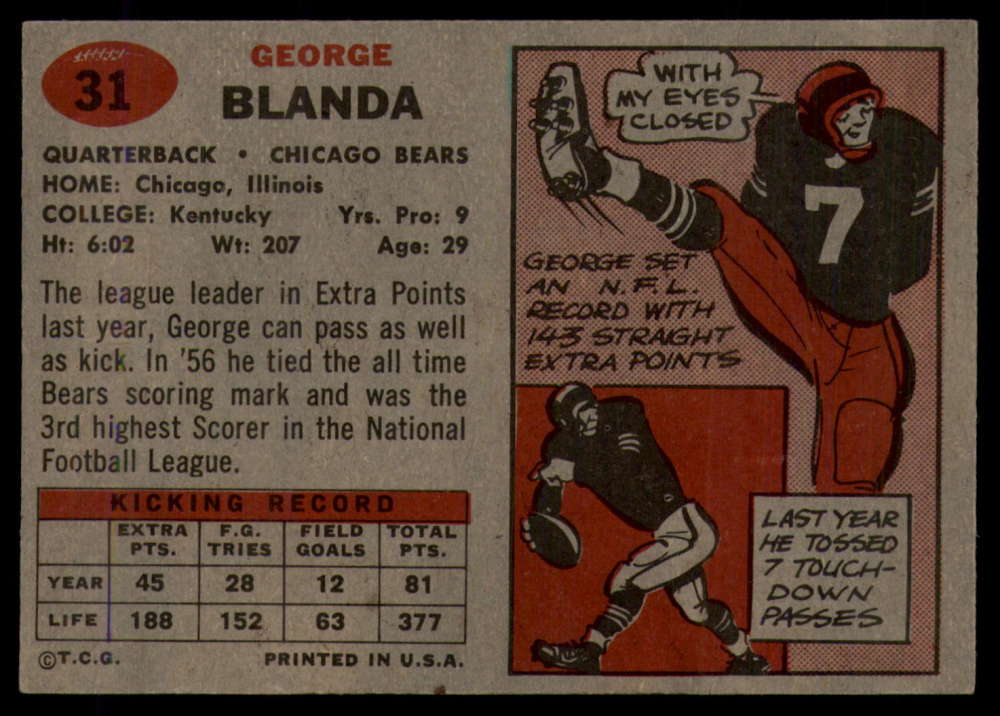 31
GEORGE
BLANDA
QUARTERBACK • CHICAGO BEARS
HOME: Chicago, Illinois
COLLEGE: Kentucky Yrs. Pro: 9
Ht: 6:02 Wt: 207 Age: 29
The league leader in Extra Points
last year, George can pass as well
as kick. In '56 he tied the all time
Bears scoring mark and was the
3rd highest Scorer in the National
Football League.
KICKING RECORD
EXTRA PTS. F.G. TRIES FIELD GOALS TOTAL PTS.
YEAR 45 28 12 81
LIFE 188 152 63 377
©T.C.G. PRINTED IN U.S.A.
WITH
MY EYES
CLOSED
7
GEORGE SET
AN N.F.L.
RECORD WITH
143 STRAIGHT
EXTRA POINTS
LAST YEAR
HE TOSSED
7 TOUCH-
DOWN
PASSES